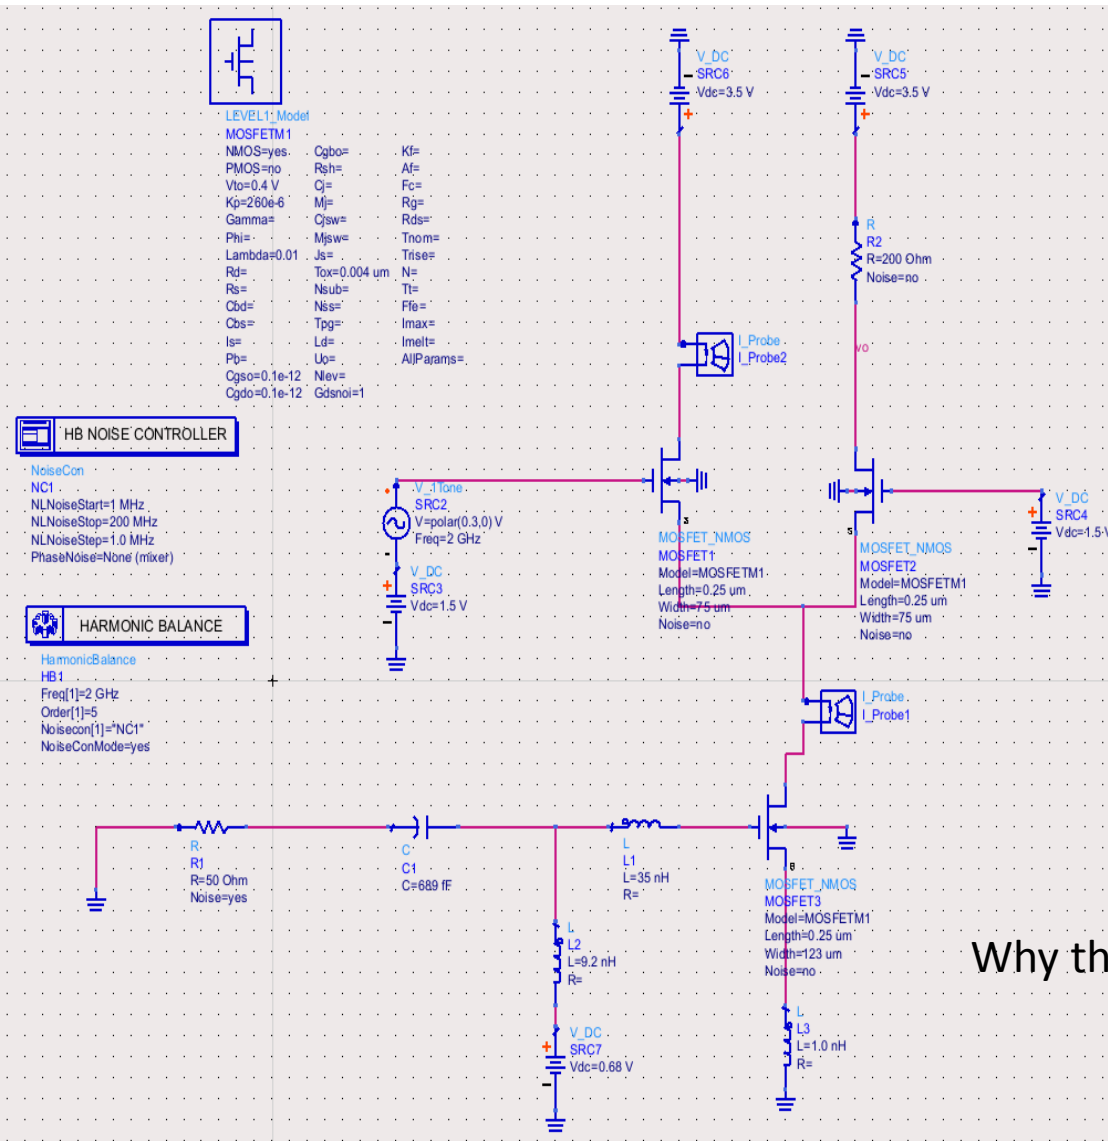 LEVEL1_Model
MOSFETM1
NMOS=yes Cgbo= Kf=
PMOS=no Rsh= Af=
Vto=0.4 V Cj= Fc=
Kp=260e-6 Mj= Rg=
Gamma= Cjsw= Rds=
Phi= Mjsw= Tnom=
Lambda=0.01 Js= Trise=
Rd= Tox=0.004 um N=
Rs= Nsub= Tt=
Cbd= Nss= Ffe=
Cbs= Tpg= Imax=
Is= Ld= Imelt=
Pb= Uo= AllParams=
Cgso=0.1e-12 Nlev=
Cgdo=0.1e-12 Gdsnoi=1
V_DC
SRC6
Vdc=3.5 V
V_DC
SRC5
Vdc=3.5 V
R
R2
R=200 Ohm
Noise=no
vo
I_Probe
I_Probe2
HB NOISE CONTROLLER
NoiseCon
NC1
NLNoiseStart=1 MHz
NLNoiseStop=200 MHz
NLNoiseStep=1.0 MHz
PhaseNoise=None (mixer)
V_1Tone
SRC2
V=polar(0.3,0) V
Freq=2 GHz
V_DC
SRC3
Vdc=1.5 V
MOSFET_NMOS
MOSFET1
Model=MOSFETM1
Length=0.25 um
Width=75 um
Noise=no
MOSFET_NMOS
MOSFET2
Model=MOSFETM1
Length=0.25 um
Width=75 um
Noise=no
V_DC
SRC4
Vdc=1.5 V
HARMONIC BALANCE
HarmonicBalance
HB1
Freq[1]=2 GHz
Order[1]=5
Noisecon[1]="NC1"
NoiseConMode=yes
I_Probe
I_Probe1
R
R1
R=50 Ohm
Noise=yes
C
C1
C=689 fF
L
L1
L=35 nH
R=
MOSFET_NMOS
MOSFET3
Model=MOSFETM1
Length=0.25 um
Width=123 um
Noise=no
L
L2
L=9.2 nH
R=
V_DC
SRC7
Vdc=0.68 V
L
L3
L=1.0 nH
R=
Why th